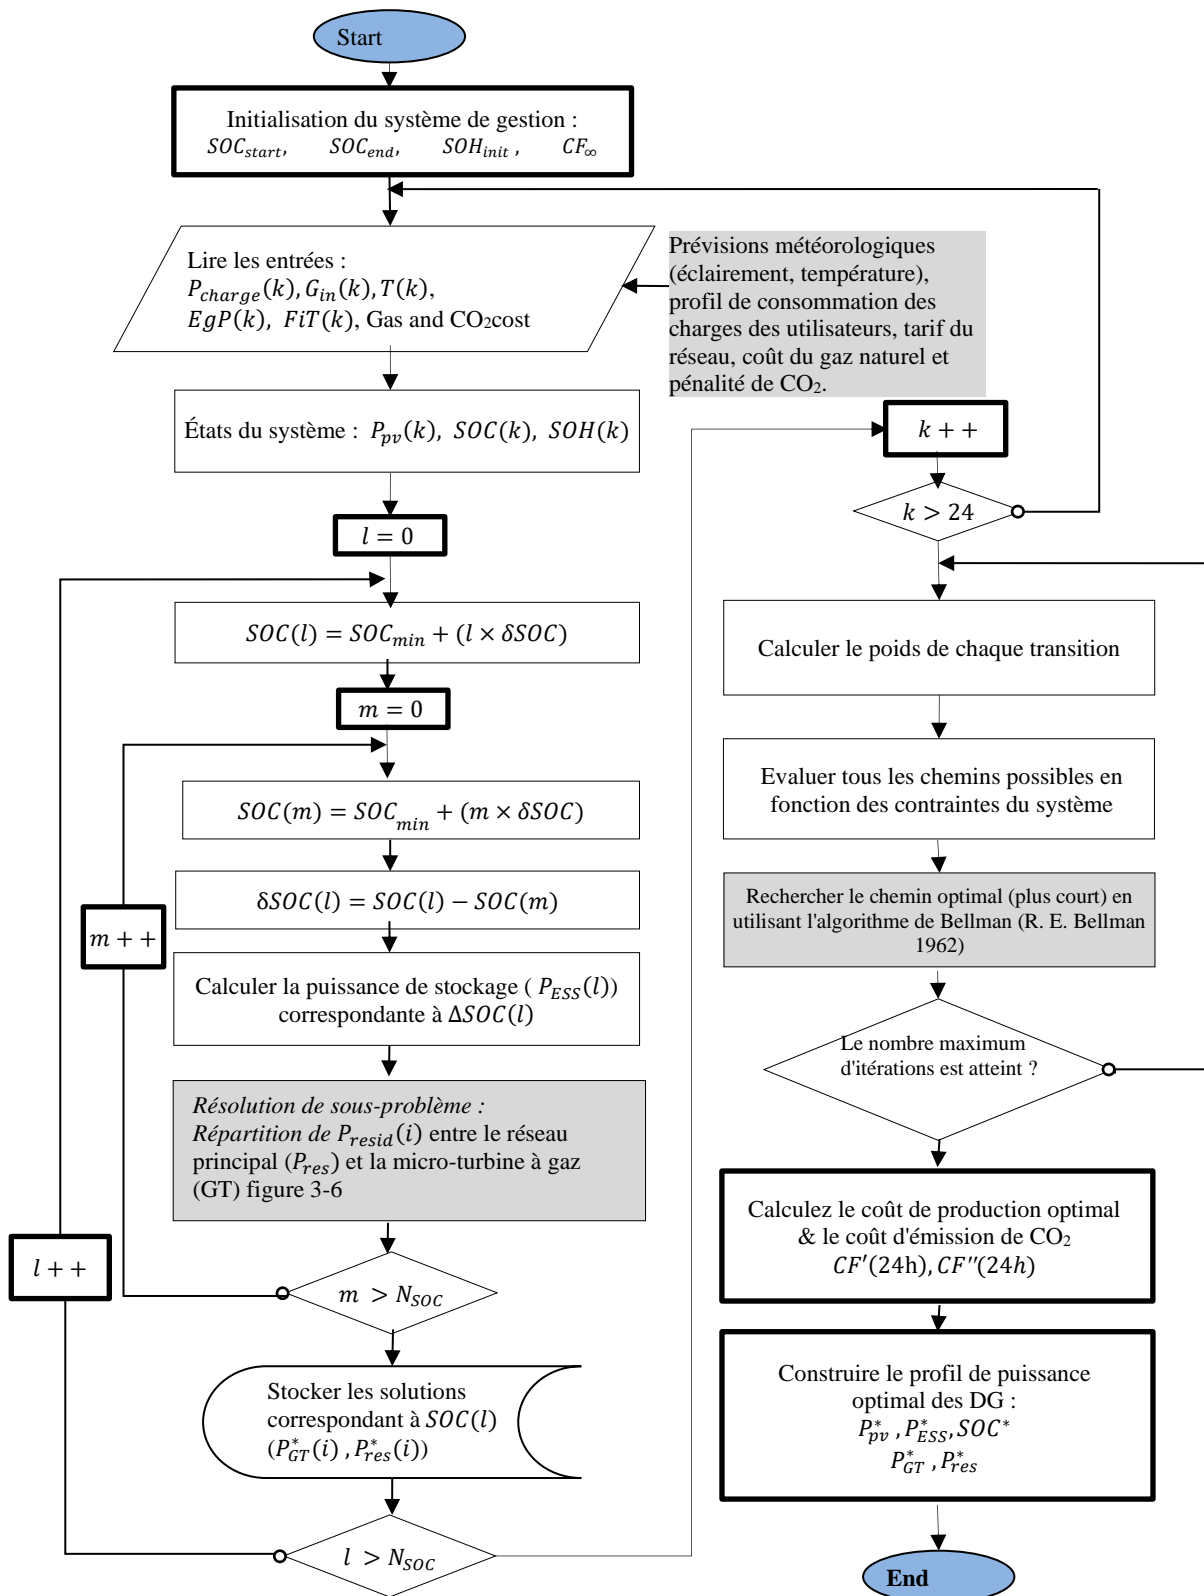 Start
Initialisation du système de gestion :
SOC_start, SOC_end, SOH_init , CF_∞
Lire les entrées :
P_charge(k), G_in(k), T(k),
EgP(k), FiT(k), Gas and CO₂cost
Prévisions météorologiques
(éclairement, température),
profil de consommation des
charges des utilisateurs, tarif du
réseau, coût du gaz naturel et
pénalité de CO₂.
États du système : P_pv(k), SOC(k), SOH(k)
l = 0
SOC(l) = SOC_min + (l × δSOC)
m = 0
SOC(m) = SOC_min + (m × δSOC)
δSOC(l) = SOC(l) − SOC(m)
m + +
Calculer la puissance de stockage ( P_ESS(l))
correspondante à ΔSOC(l)
Résolution de sous-problème :
Répartition de P_resid(i) entre le réseau
principal (P_res) et la micro-turbine à gaz
(GT) figure 3-6
l + +
m > N_SOC
Stocker les solutions
correspondant à SOC(l)
(P*_GT(i) , P*_res(i))
l > N_SOC
k + +
k > 24
Calculer le poids de chaque transition
Evaluer tous les chemins possibles en
fonction des contraintes du système
Rechercher le chemin optimal (plus court) en
utilisant l'algorithme de Bellman (R. E. Bellman
1962)
Le nombre maximum
d'itérations est atteint ?
Calculez le coût de production optimal
& le coût d'émission de CO₂
CF′(24h), CF′′(24h)
Construire le profil de puissance
optimal des DG :
P*_pv , P*_ESS, SOC*
P*_GT , P*_res
End